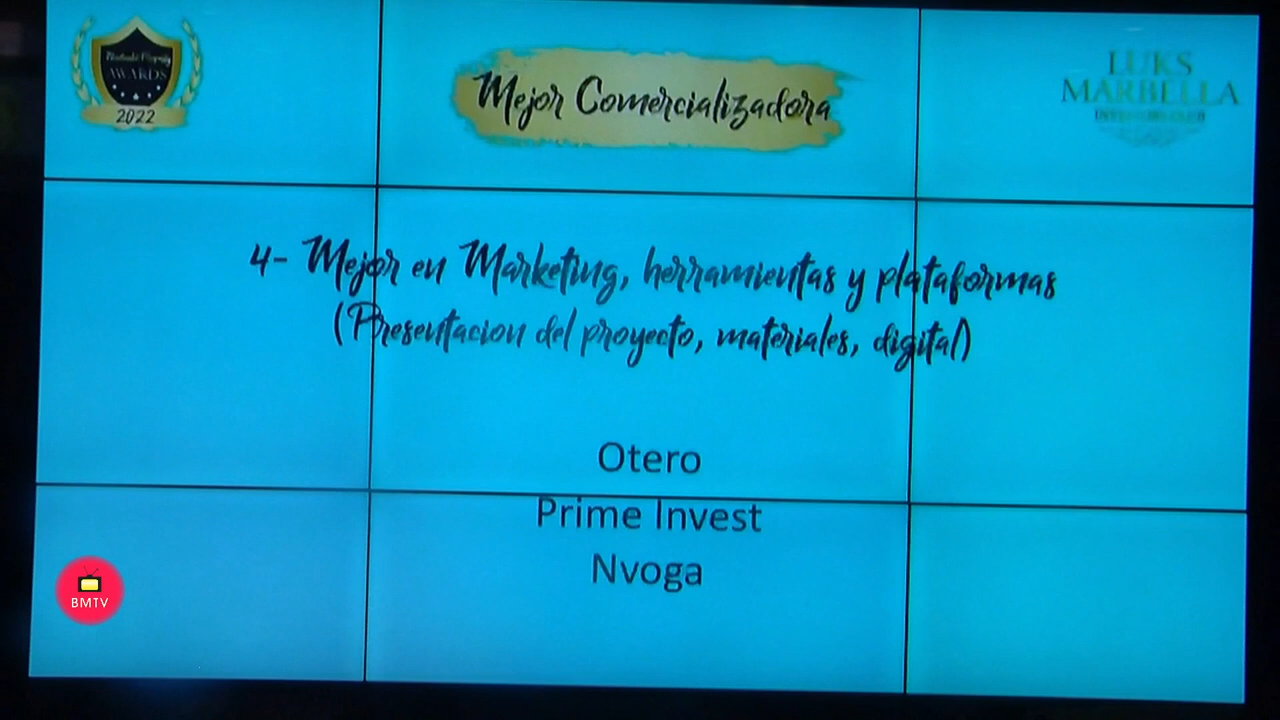 AWARDS
2022
Mejor Comercializadora
LUKS
MARBELLA
4- Mejor en Marketing, herramientas y plataformas
(Presentacion del proyecto, materiales, digital)
Otero
Prime Invest
Nvoga
BMTV